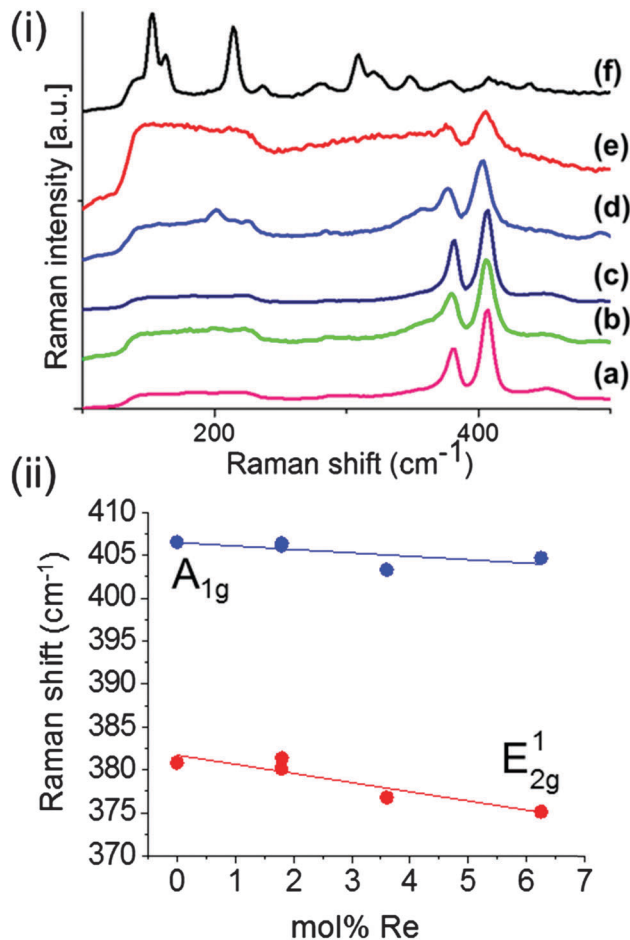 (i)
Raman intensity [a.u.]
(f)
(e)
(d)
(c)
(b)
(a)
200 400
Raman shift (cm⁻¹)
(ii)
Raman shift (cm⁻¹)
410
405
400
395
390
385
380
375
370
A₁g
E¹₂g
0 1 2 3 4 5 6 7
mol% Re